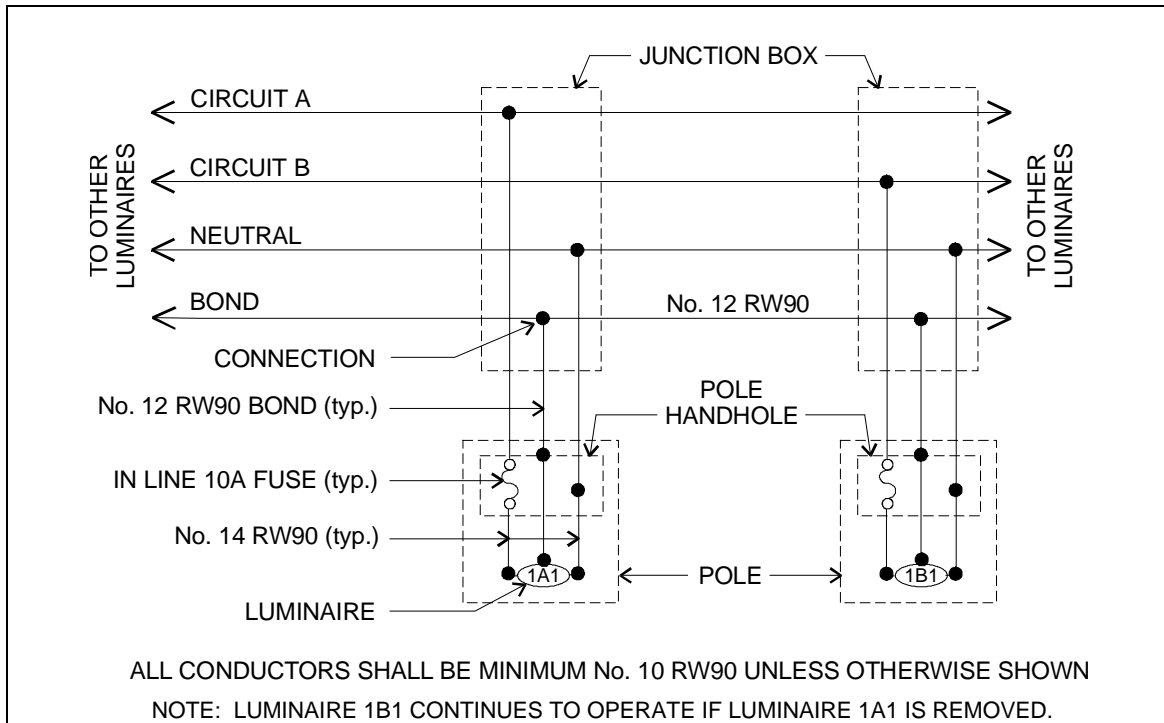 JUNCTION BOX
CIRCUIT A
CIRCUIT B
NEUTRAL
BOND
TO OTHER
LUMINAIRES
TO OTHER
LUMINAIRES
No. 12 RW90
CONNECTION
No. 12 RW90 BOND (typ.)
POLE
HANDHOLE
IN LINE 10A FUSE (typ.)
No. 14 RW90 (typ.)
1A1
POLE
1B1
LUMINAIRE
ALL CONDUCTORS SHALL BE MINIMUM No. 10 RW90 UNLESS OTHERWISE SHOWN
NOTE: LUMINAIRE 1B1 CONTINUES TO OPERATE IF LUMINAIRE 1A1 IS REMOVED.